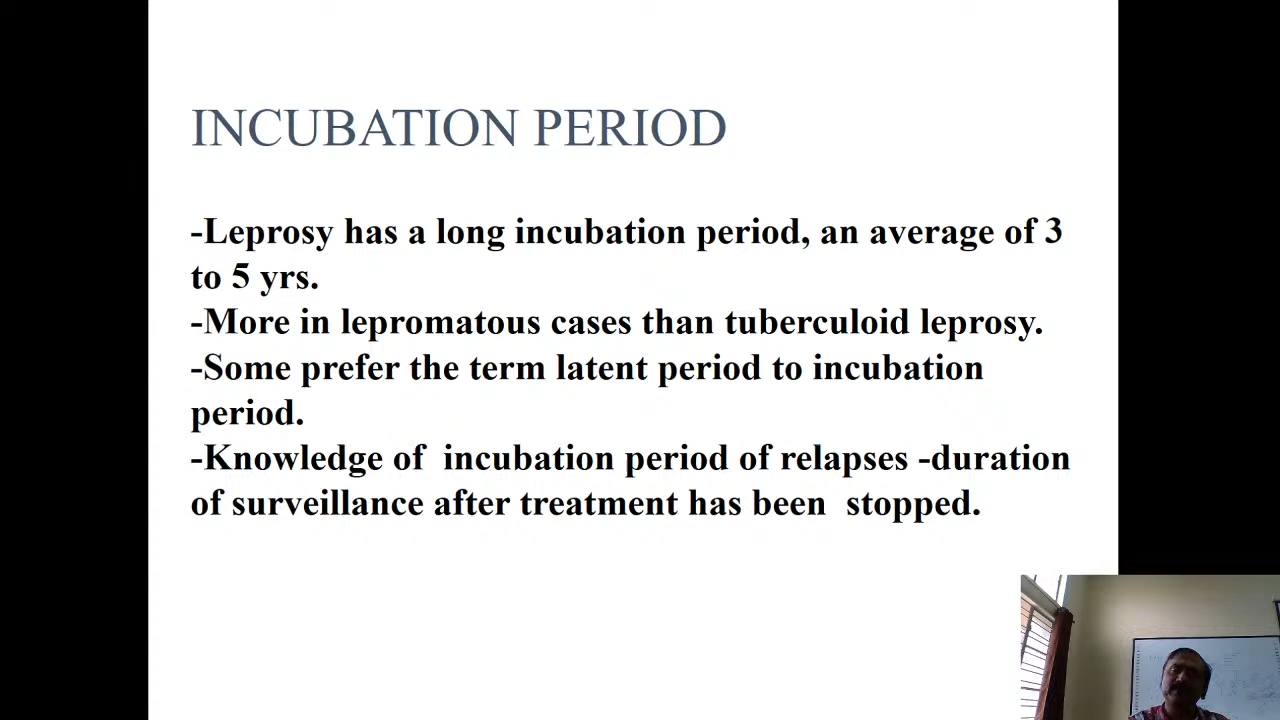 INCUBATION PERIOD
-Leprosy has a long incubation period, an average of 3
to 5 yrs.
-More in lepromatous cases than tuberculoid leprosy.
-Some prefer the term latent period to incubation
period.
-Knowledge of  incubation period of relapses -duration
of surveillance after treatment has been  stopped.